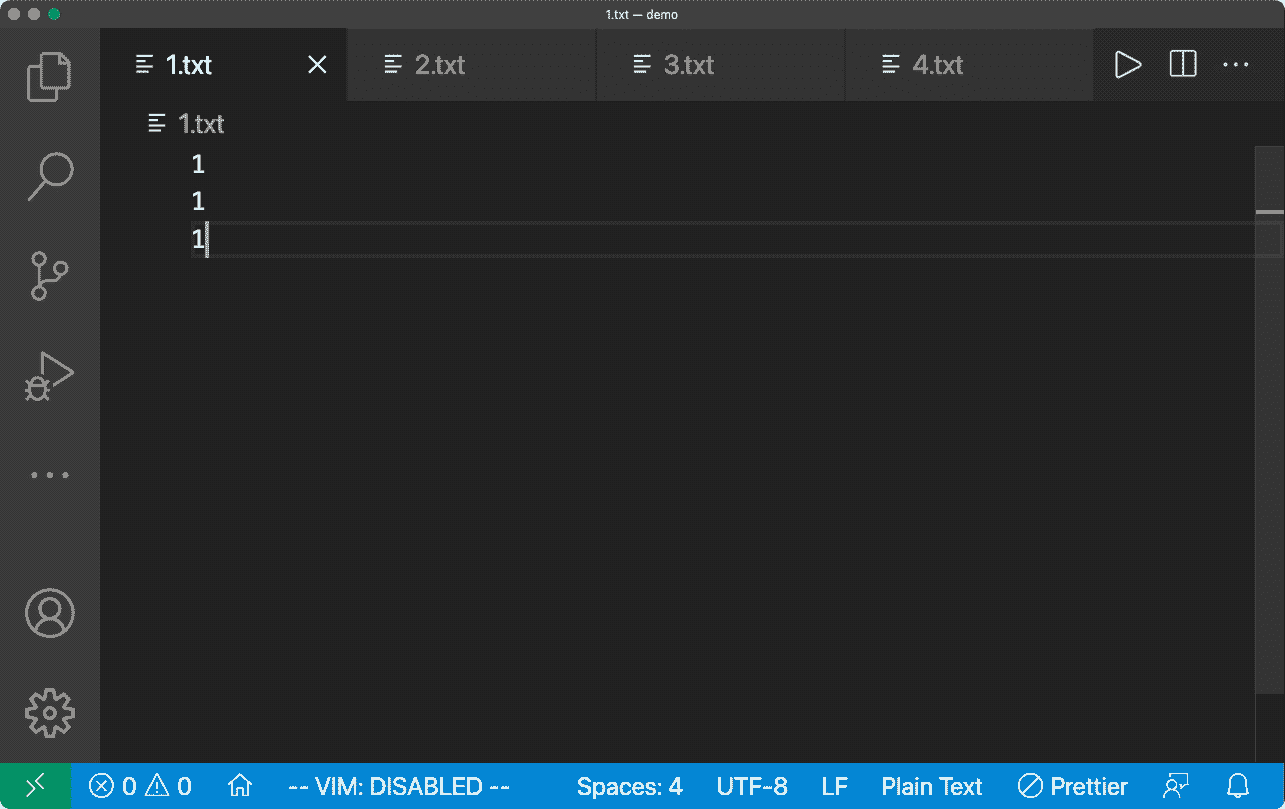 1.txt — demo
1.txt 2.txt 3.txt 4.txt
1.txt
1
1
1
0 0 -- VIM: DISABLED -- Spaces: 4 UTF-8 LF Plain Text Prettier